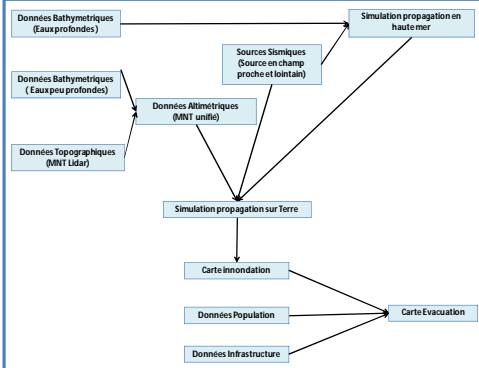 Données Bathymetriques
(Eaux profondes )
Simulation propagation en
haute mer
Sources Sismiques
(Source en champ
proche et lointain)
Données Bathymetriques
( Eaux peu profondes)
Données Altimétriques
(MNT unifié)
Données Topographiques
(MNT Lidar)
Simulation propagation sur Terre
Carte innondation
Données Population
Carte Evacuation
Données Infrastructure